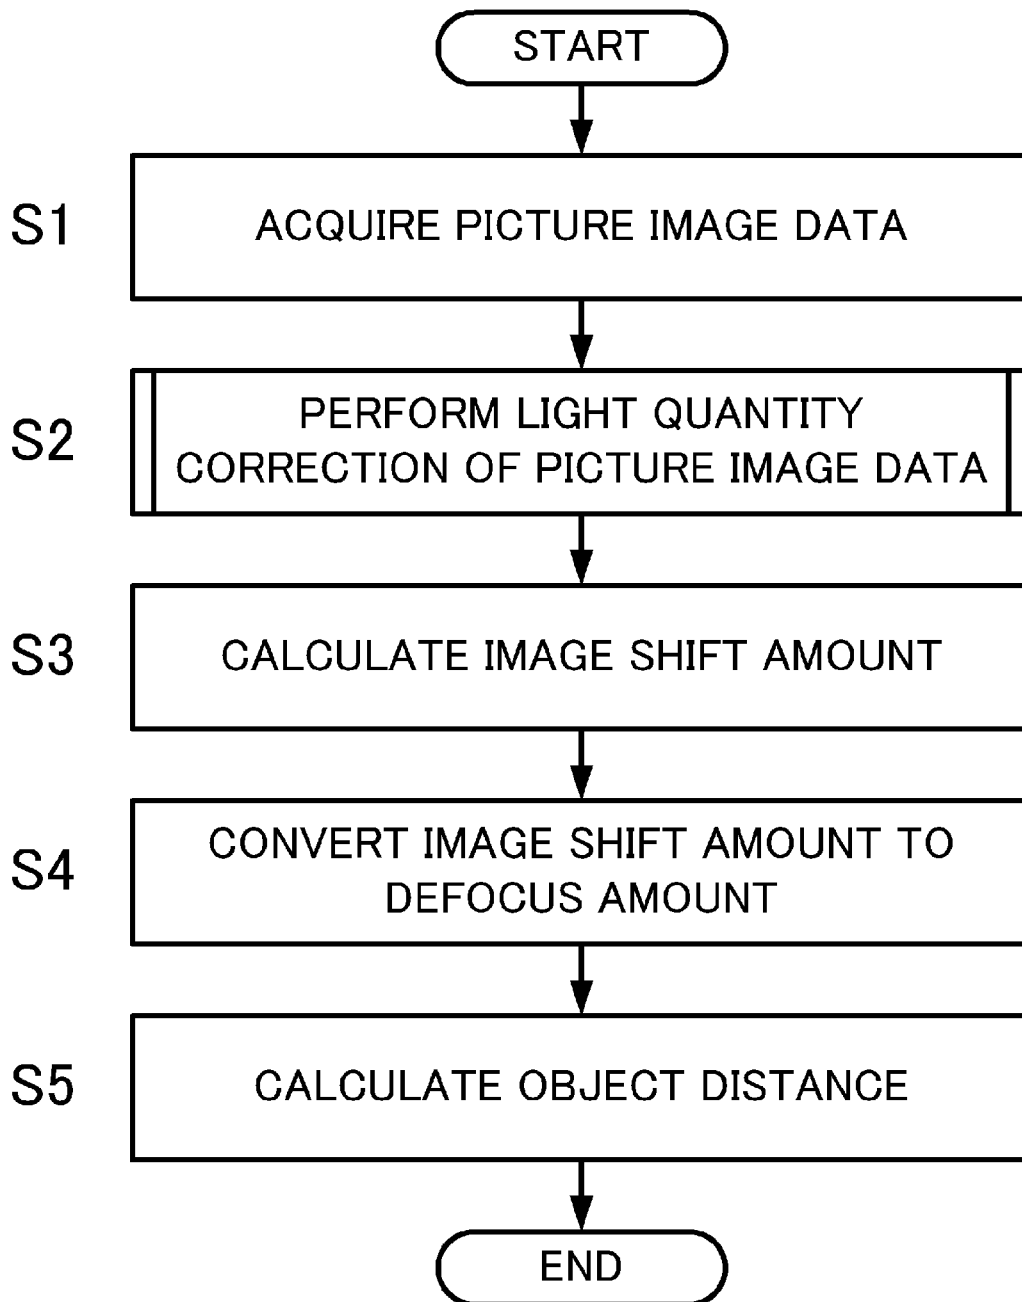 START
S1
ACQUIRE PICTURE IMAGE DATA
S2
PERFORM LIGHT QUANTITY
CORRECTION OF PICTURE IMAGE DATA
S3
CALCULATE IMAGE SHIFT AMOUNT
S4
CONVERT IMAGE SHIFT AMOUNT TO
DEFOCUS AMOUNT
S5
CALCULATE OBJECT DISTANCE
END